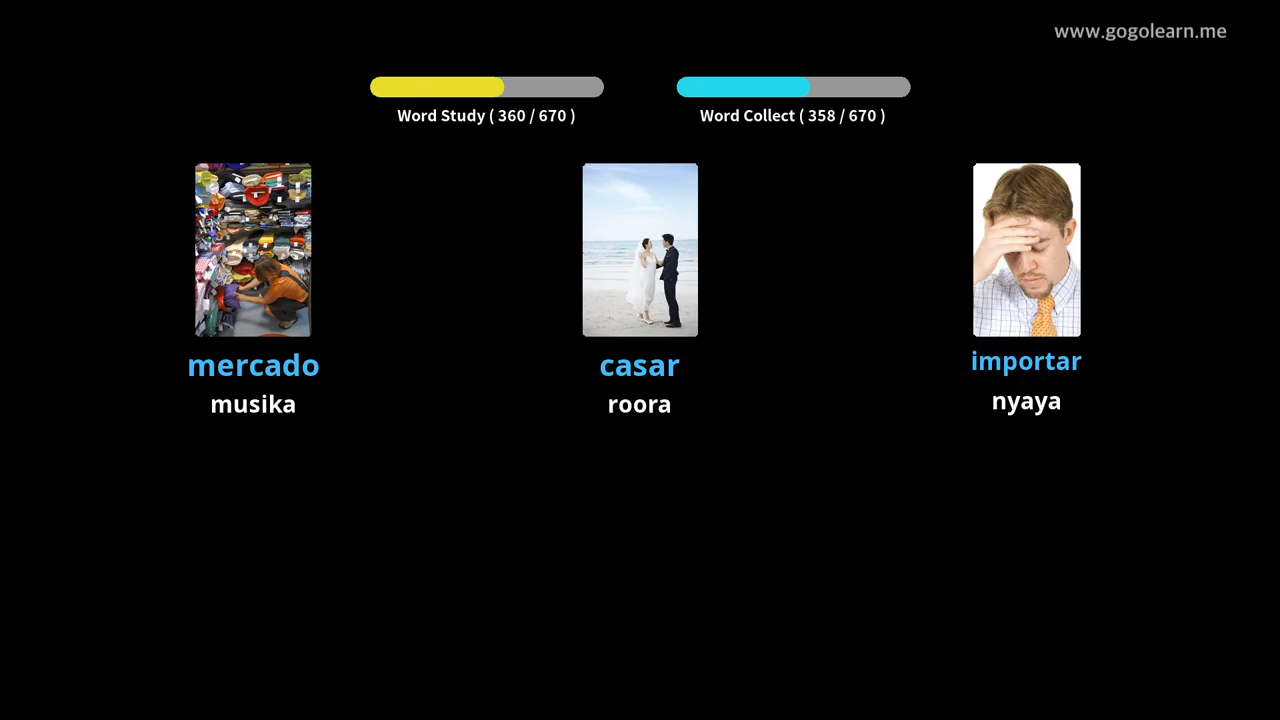 www.gogolearn.me
Word Study ( 360 / 670 )
Word Collect ( 358 / 670 )
mercado
musika
casar
roora
importar
nyaya